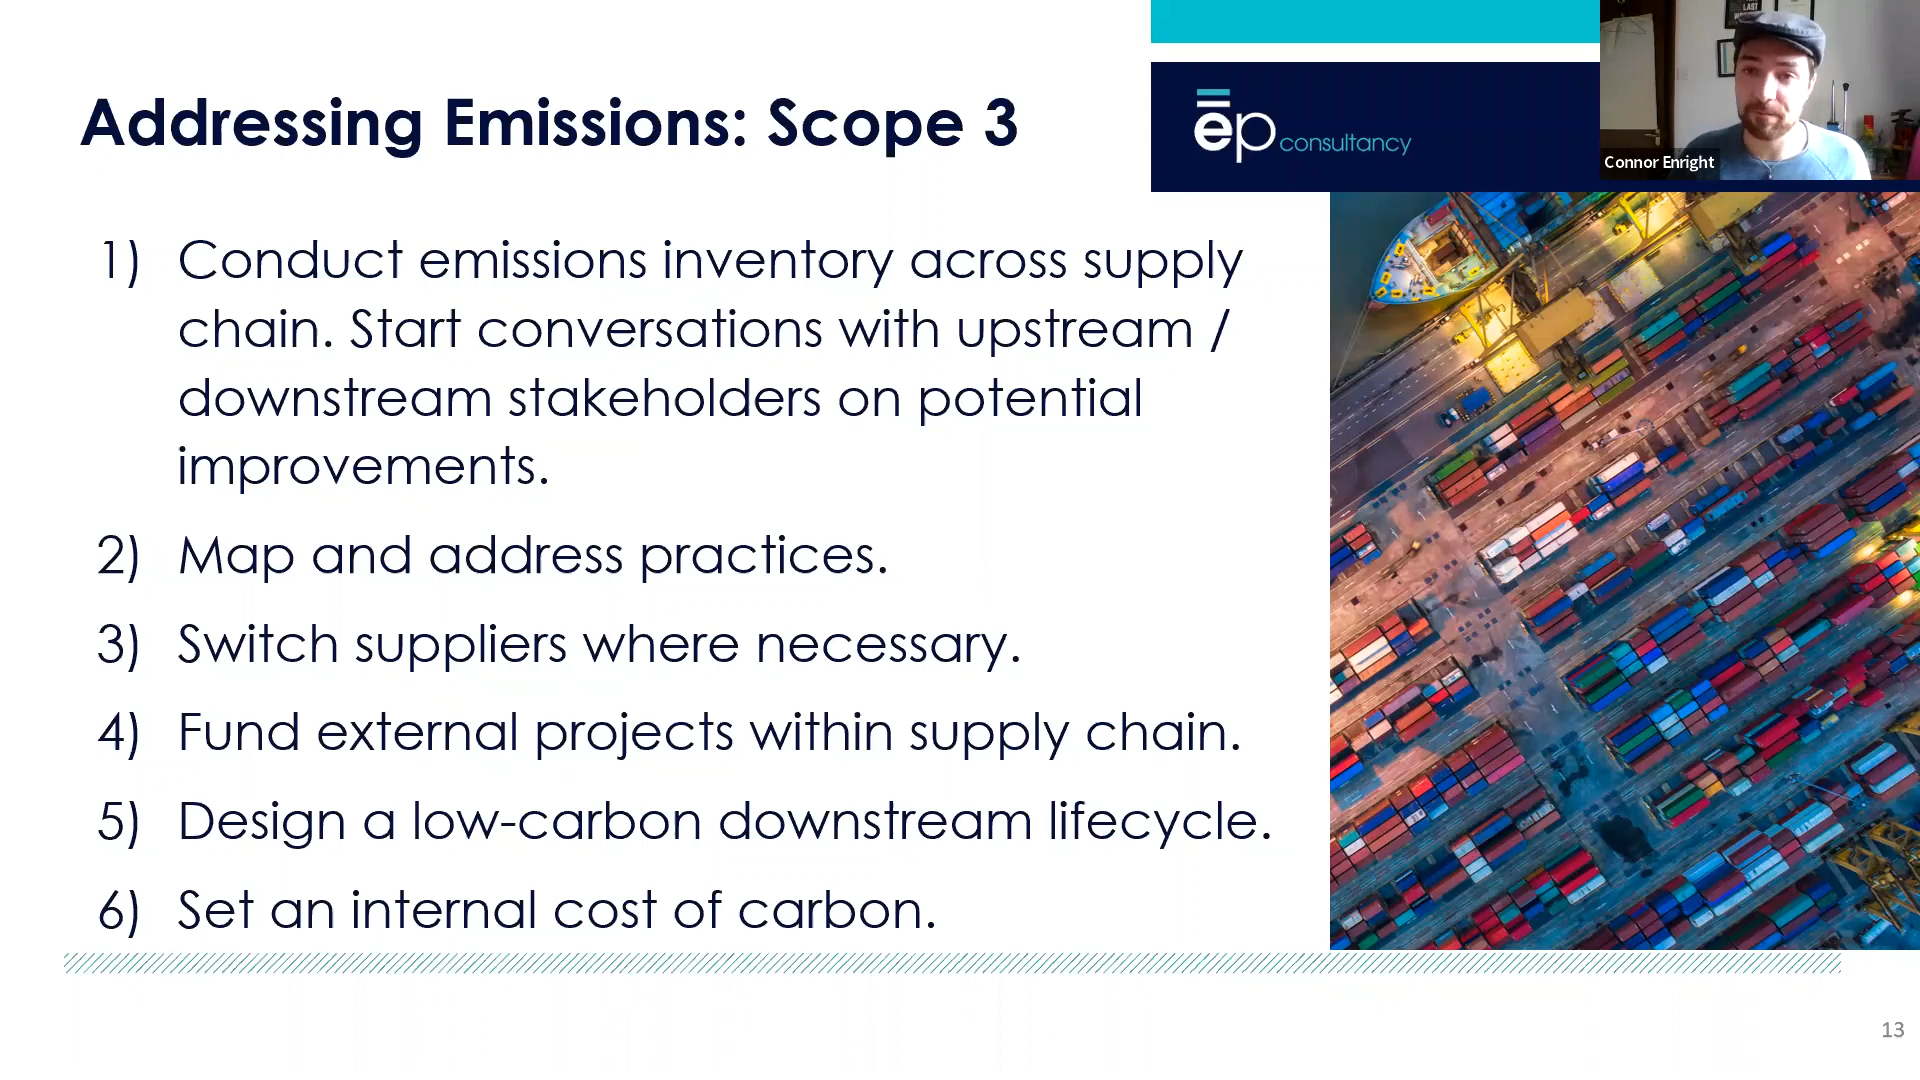 Addressing Emissions: Scope 3
ep consultancy
LAST
Connor Enright
1) Conduct emissions inventory across supply
chain. Start conversations with upstream /
downstream stakeholders on potential
improvements.
2) Map and address practices.
3) Switch suppliers where necessary.
4) Fund external projects within supply chain.
5) Design a low-carbon downstream lifecycle.
6) Set an internal cost of carbon.
13